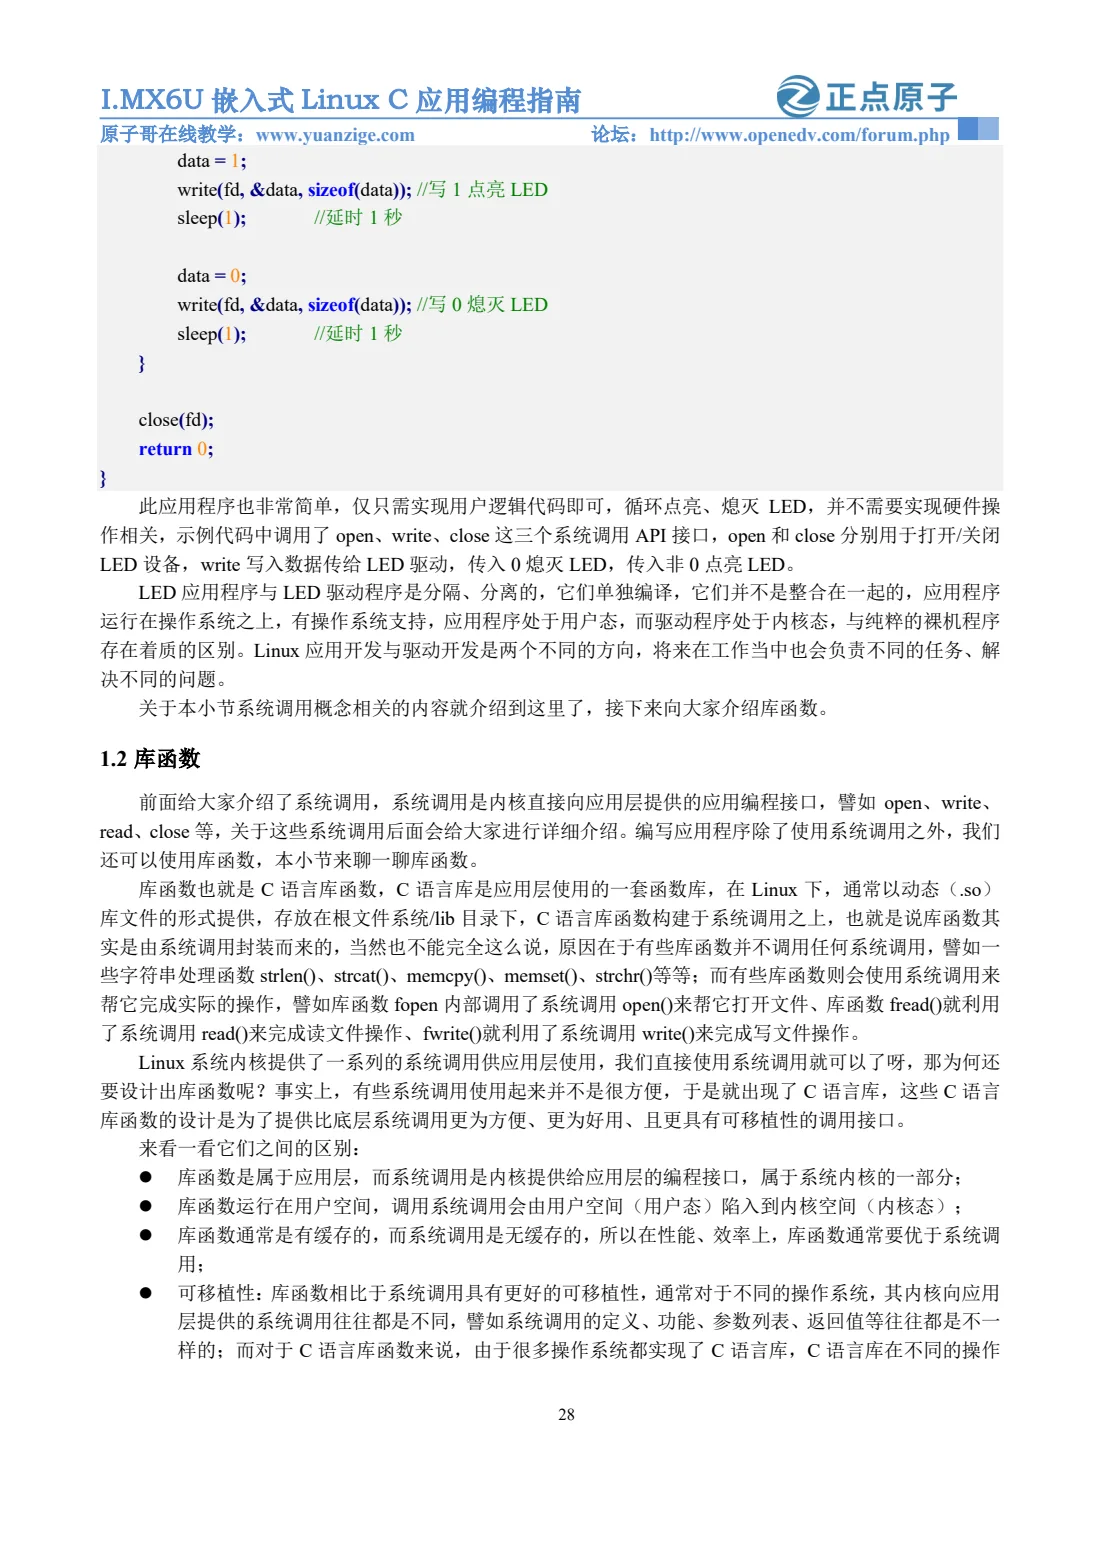 I.MX6U 嵌入式 Linux C 应用编程指南
正点原子
原子哥在线教学：www.yuanzige.com 论坛：http://www.openedv.com/forum.php
data = 1;
write(fd, &data, sizeof(data)); //写 1 点亮 LED
sleep(1); //延时 1 秒
data = 0;
write(fd, &data, sizeof(data)); //写 0 熄灭 LED
sleep(1); //延时 1 秒
}
close(fd);
return 0;
}
此应用程序也非常简单，仅只需实现用户逻辑代码即可，循环点亮、熄灭 LED，并不需要实现硬件操
作相关，示例代码中调用了 open、write、close 这三个系统调用 API 接口，open 和 close 分别用于打开/关闭
LED 设备，write 写入数据传给 LED 驱动，传入 0 熄灭 LED，传入非 0 点亮 LED。
LED 应用程序与 LED 驱动程序是分隔、分离的，它们单独编译，它们并不是整合在一起的，应用程序
运行在操作系统之上，有操作系统支持，应用程序处于用户态，而驱动程序处于内核态，与纯粹的裸机程序
存在着质的区别。Linux 应用开发与驱动开发是两个不同的方向，将来在工作当中也会负责不同的任务、解
决不同的问题。
关于本小节系统调用概念相关的内容就介绍到这里了，接下来向大家介绍库函数。
1.2 库函数
前面给大家介绍了系统调用，系统调用是内核直接向应用层提供的应用编程接口，譬如 open、write、
read、close 等，关于这些系统调用后面会给大家进行详细介绍。编写应用程序除了使用系统调用之外，我们
还可以使用库函数，本小节来聊一聊库函数。
库函数也就是 C 语言库函数，C 语言库是应用层使用的一套函数库，在 Linux 下，通常以动态（.so）
库文件的形式提供，存放在根文件系统/lib 目录下，C 语言库函数构建于系统调用之上，也就是说库函数其
实是由系统调用封装而来的，当然也不能完全这么说，原因在于有些库函数并不调用任何系统调用，譬如一
些字符串处理函数 strlen()、strcat()、memcpy()、memset()、strchr()等等；而有些库函数则会使用系统调用来
帮它完成实际的操作，譬如库函数 fopen 内部调用了系统调用 open()来帮它打开文件、库函数 fread()就利用
了系统调用 read()来完成读文件操作、fwrite()就利用了系统调用 write()来完成写文件操作。
Linux 系统内核提供了一系列的系统调用供应用层使用，我们直接使用系统调用就可以了呀，那为何还
要设计出库函数呢？事实上，有些系统调用使用起来并不是很方便，于是就出现了 C 语言库，这些 C 语言
库函数的设计是为了提供比底层系统调用更为方便、更为好用、且更具有可移植性的调用接口。
来看一看它们之间的区别：
● 库函数是属于应用层，而系统调用是内核提供给应用层的编程接口，属于系统内核的一部分；
● 库函数运行在用户空间，调用系统调用会由用户空间（用户态）陷入到内核空间（内核态）；
● 库函数通常是有缓存的，而系统调用是无缓存的，所以在性能、效率上，库函数通常要优于系统调
用；
● 可移植性：库函数相比于系统调用具有更好的可移植性，通常对于不同的操作系统，其内核向应用
层提供的系统调用往往都是不同，譬如系统调用的定义、功能、参数列表、返回值等往往都是不一
样的；而对于 C 语言库函数来说，由于很多操作系统都实现了 C 语言库，C 语言库在不同的操作
28